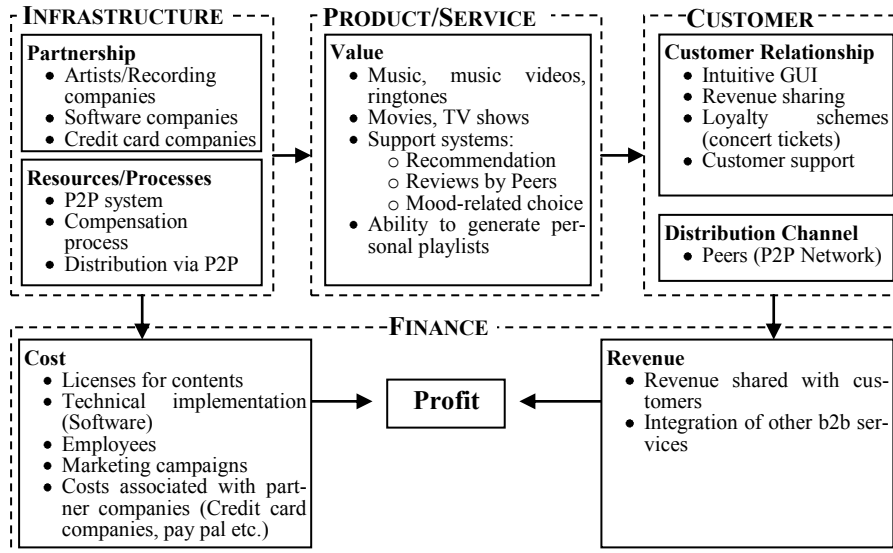 INFRASTRUCTURE
Partnership
• Artists/Recording
companies
• Software companies
• Credit card companies
Resources/Processes
• P2P system
• Compensation
process
• Distribution via P2P
PRODUCT/SERVICE
Value
• Music, music videos,
ringtones
• Movies, TV shows
• Support systems:
o Recommendation
o Reviews by Peers
o Mood-related choice
• Ability to generate per-
sonal playlists
CUSTOMER
Customer Relationship
• Intuitive GUI
• Revenue sharing
• Loyalty schemes
(concert tickets)
• Customer support
Distribution Channel
• Peers (P2P Network)
FINANCE
Cost
• Licenses for contents
• Technical implementation
(Software)
• Employees
• Marketing campaigns
• Costs associated with part-
ner companies (Credit card
companies, pay pal etc.)
Profit
Revenue
• Revenue shared with cus-
tomers
• Integration of other b2b ser-
vices